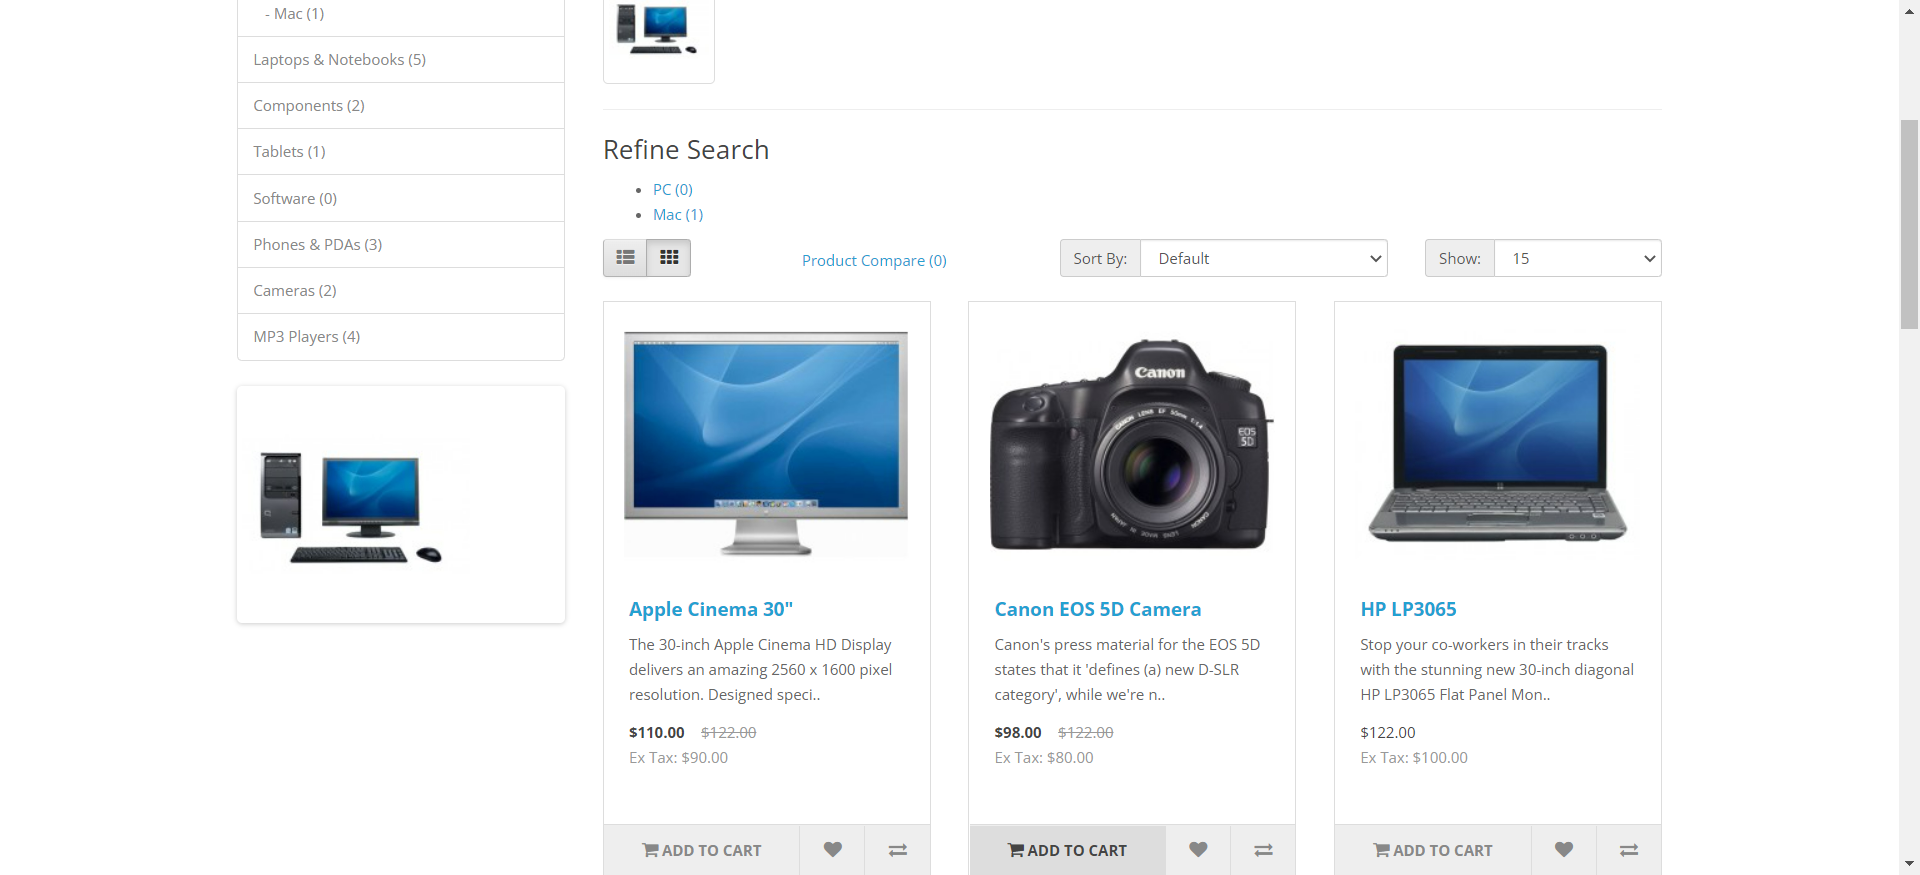 - Mac (1)
Laptops & Notebooks (5)
Components (2)
Tablets (1)
Software (0)
Phones & PDAs (3)
Cameras (2)
MP3 Players (4)
Refine Search
PC (0)
Mac (1)
Product Compare (0)
Sort By: Default
Show: 15
Canon
EOS
5D
Apple Cinema 30"
The 30-inch Apple Cinema HD Display
delivers an amazing 2560 x 1600 pixel
resolution. Designed speci..
$110.00 $122.00
Ex Tax: $90.00
ADD TO CART
Canon EOS 5D Camera
Canon's press material for the EOS 5D
states that it 'defines (a) new D-SLR
category', while we're n..
$98.00 $122.00
Ex Tax: $80.00
ADD TO CART
HP LP3065
Stop your co-workers in their tracks
with the stunning new 30-inch diagonal
HP LP3065 Flat Panel Mon..
$122.00
Ex Tax: $100.00
ADD TO CART